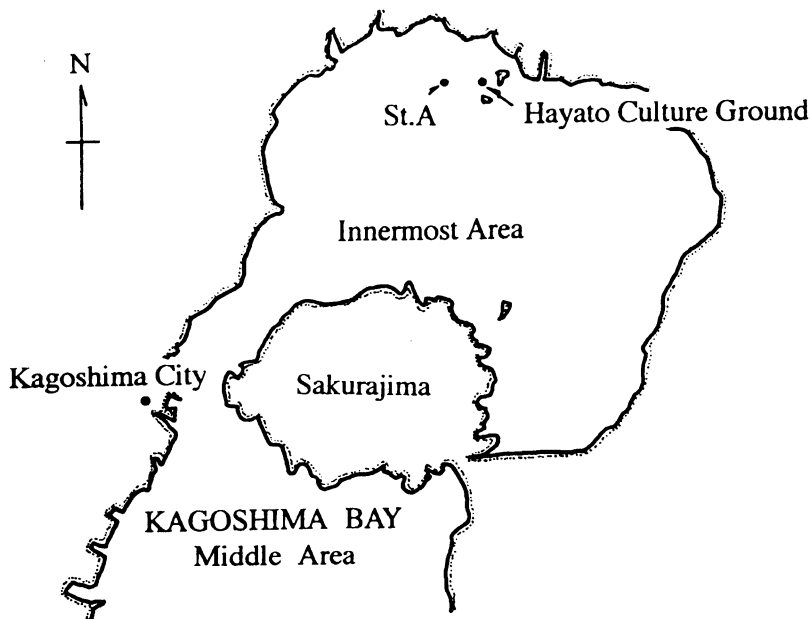 N
St.A
Hayato Culture Ground
Innermost Area
Kagoshima City
Sakurajima
KAGOSHIMA BAY
Middle Area